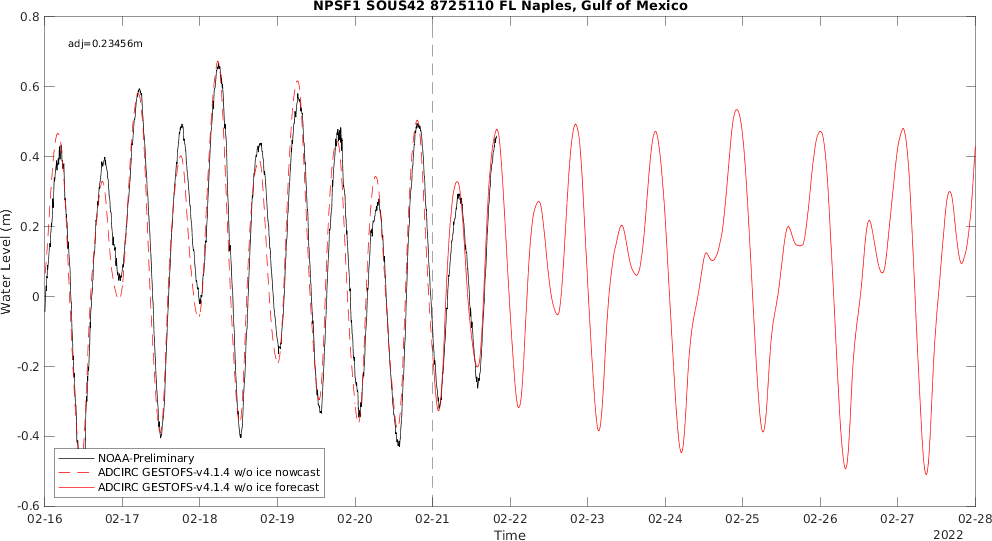 NPSF1 SOUS42 8725110 FL Naples, Gulf of Mexico
0.8
adj=0.23456m
0.6
0.4
0.2
0
-0.2
-0.4
-0.6
Water Level (m)
NOAA-Preliminary
ADCIRC GESTOFS-v4.1.4 w/o ice nowcast
ADCIRC GESTOFS-v4.1.4 w/o ice forecast
02-16 02-17 02-18 02-19 02-20 02-21 02-22 02-23 02-24 02-25 02-26 02-27 02-28
Time
2022